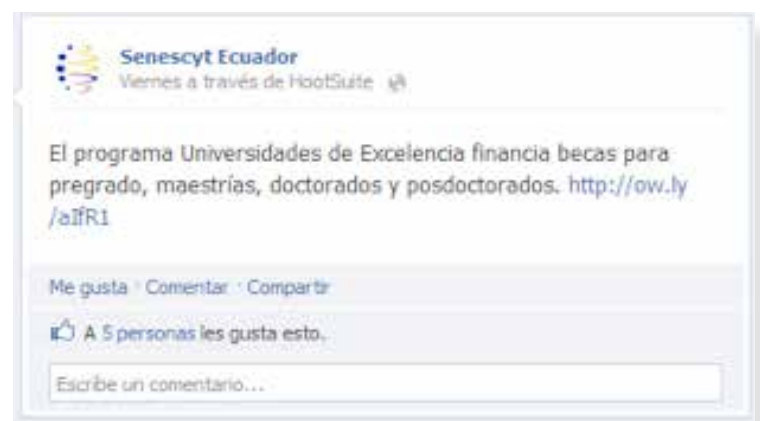 Senescyt Ecuador
Viernes a través de HootSuite
El programa Universidades de Excelencia financia becas para
pregrado, maestrías, doctorados y posdoctorados. http://ow.ly
/aIfR1
Me gusta · Comentar · Compartir
A 5 personas les gusta esto.
Escribe un comentario...